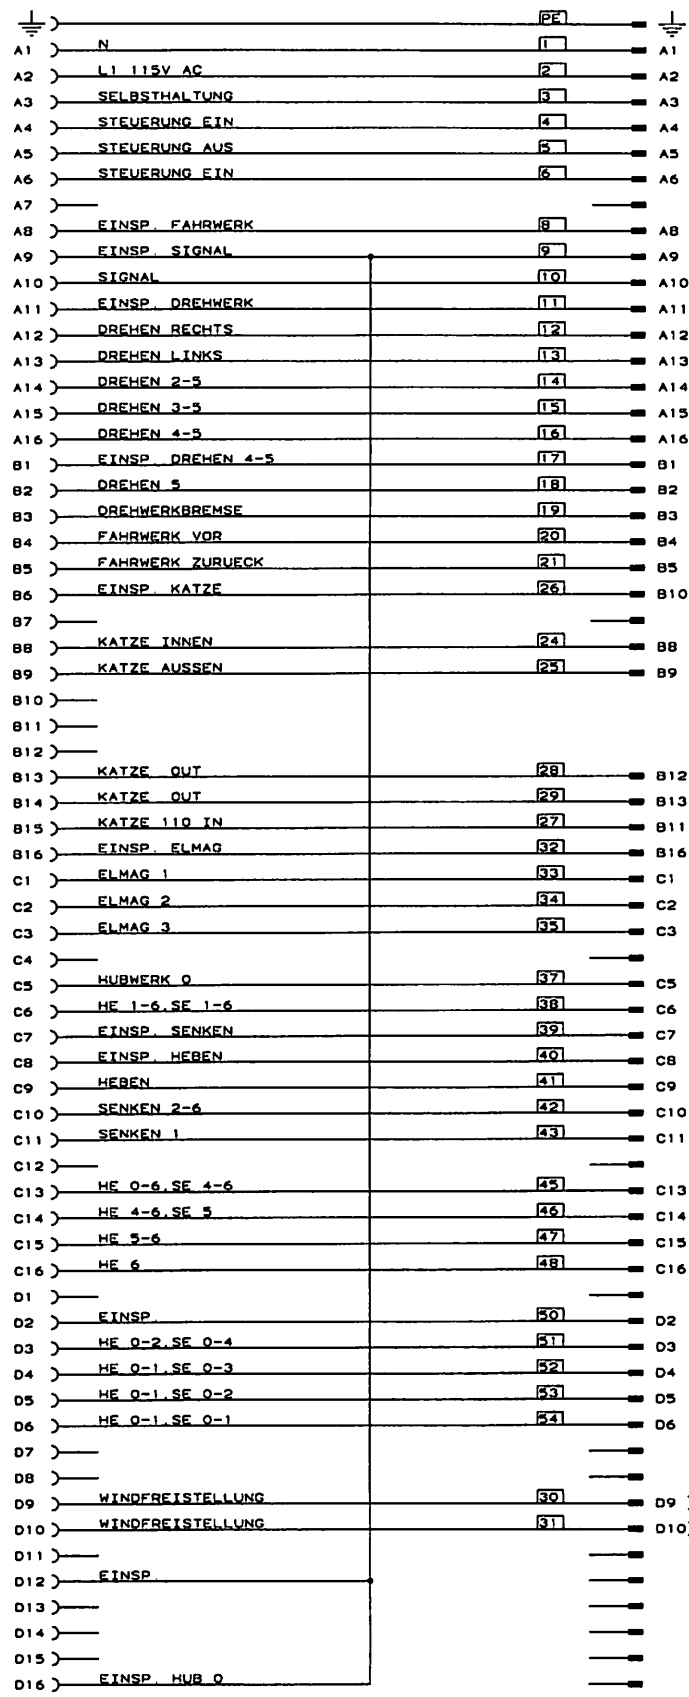 PE
A1 N 1 A1
A2 L1 115V AC 2 A2
A3 SELBSTHALTUNG 3 A3
A4 STEUERUNG EIN 4 A4
A5 STEUERUNG AUS 5 A5
A6 STEUERUNG EIN 6 A6
A7
A8 EINSP. FAHRWERK 8 A8
A9 EINSP. SIGNAL 9 A9
A10 SIGNAL 10 A10
A11 EINSP. DREHWERK 11 A11
A12 DREHEN RECHTS 12 A12
A13 DREHEN LINKS 13 A13
A14 DREHEN 2-5 14 A14
A15 DREHEN 3-5 15 A15
A16 DREHEN 4-5 16 A16
B1 EINSP. DREHEN 4-5 17 B1
B2 DREHEN 5 18 B2
B3 DREHWERKBREMSE 19 B3
B4 FAHRWERK VOR 20 B4
B5 FAHRWERK ZURUECK 21 B5
B6 EINSP. KATZE 26 B10
B7
B8 KATZE INNEN 24 B8
B9 KATZE AUSSEN 25 B9
B10
B11
B12
B13 KATZE OUT 28 B12
B14 KATZE OUT 29 B13
B15 KATZE 110 IN 27 B11
B16 EINSP. ELMAG 32 B16
C1 ELMAG 1 33 C1
C2 ELMAG 2 34 C2
C3 ELMAG 3 35 C3
C4
C5 HUBWERK 0 37 C5
C6 HE 1-6.SE 1-6 38 C6
C7 EINSP. SENKEN 39 C7
C8 EINSP. HEBEN 40 C8
C9 HEBEN 41 C9
C10 SENKEN 2-6 42 C10
C11 SENKEN 1 43 C11
C12
C13 HE 0-6.SE 4-6 45 C13
C14 HE 4-6.SE 5 46 C14
C15 HE 5-6 47 C15
C16 HE 6 48 C16
D1
D2 EINSP. 50 D2
D3 HE 0-2.SE 0-4 51 D3
D4 HE 0-1.SE 0-3 52 D4
D5 HE 0-1.SE 0-2 53 D5
D6 HE 0-1.SE 0-1 54 D6
D7
D8
D9 WINDFREISTELLUNG 30 D9
D10 WINDFREISTELLUNG 31 D10
D11
D12 EINSP.
D13
D14
D15
D16 EINSP. HUB 0